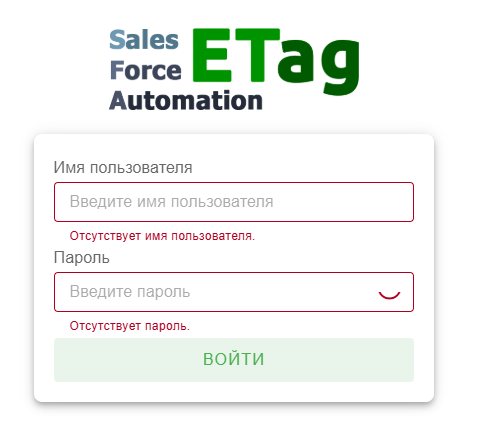 Sales
Force ETag
Automation
Имя пользователя
Введите имя пользователя
Отсутствует имя пользователя.
Пароль
Введите пароль
Отсутствует пароль.
ВОЙТИ